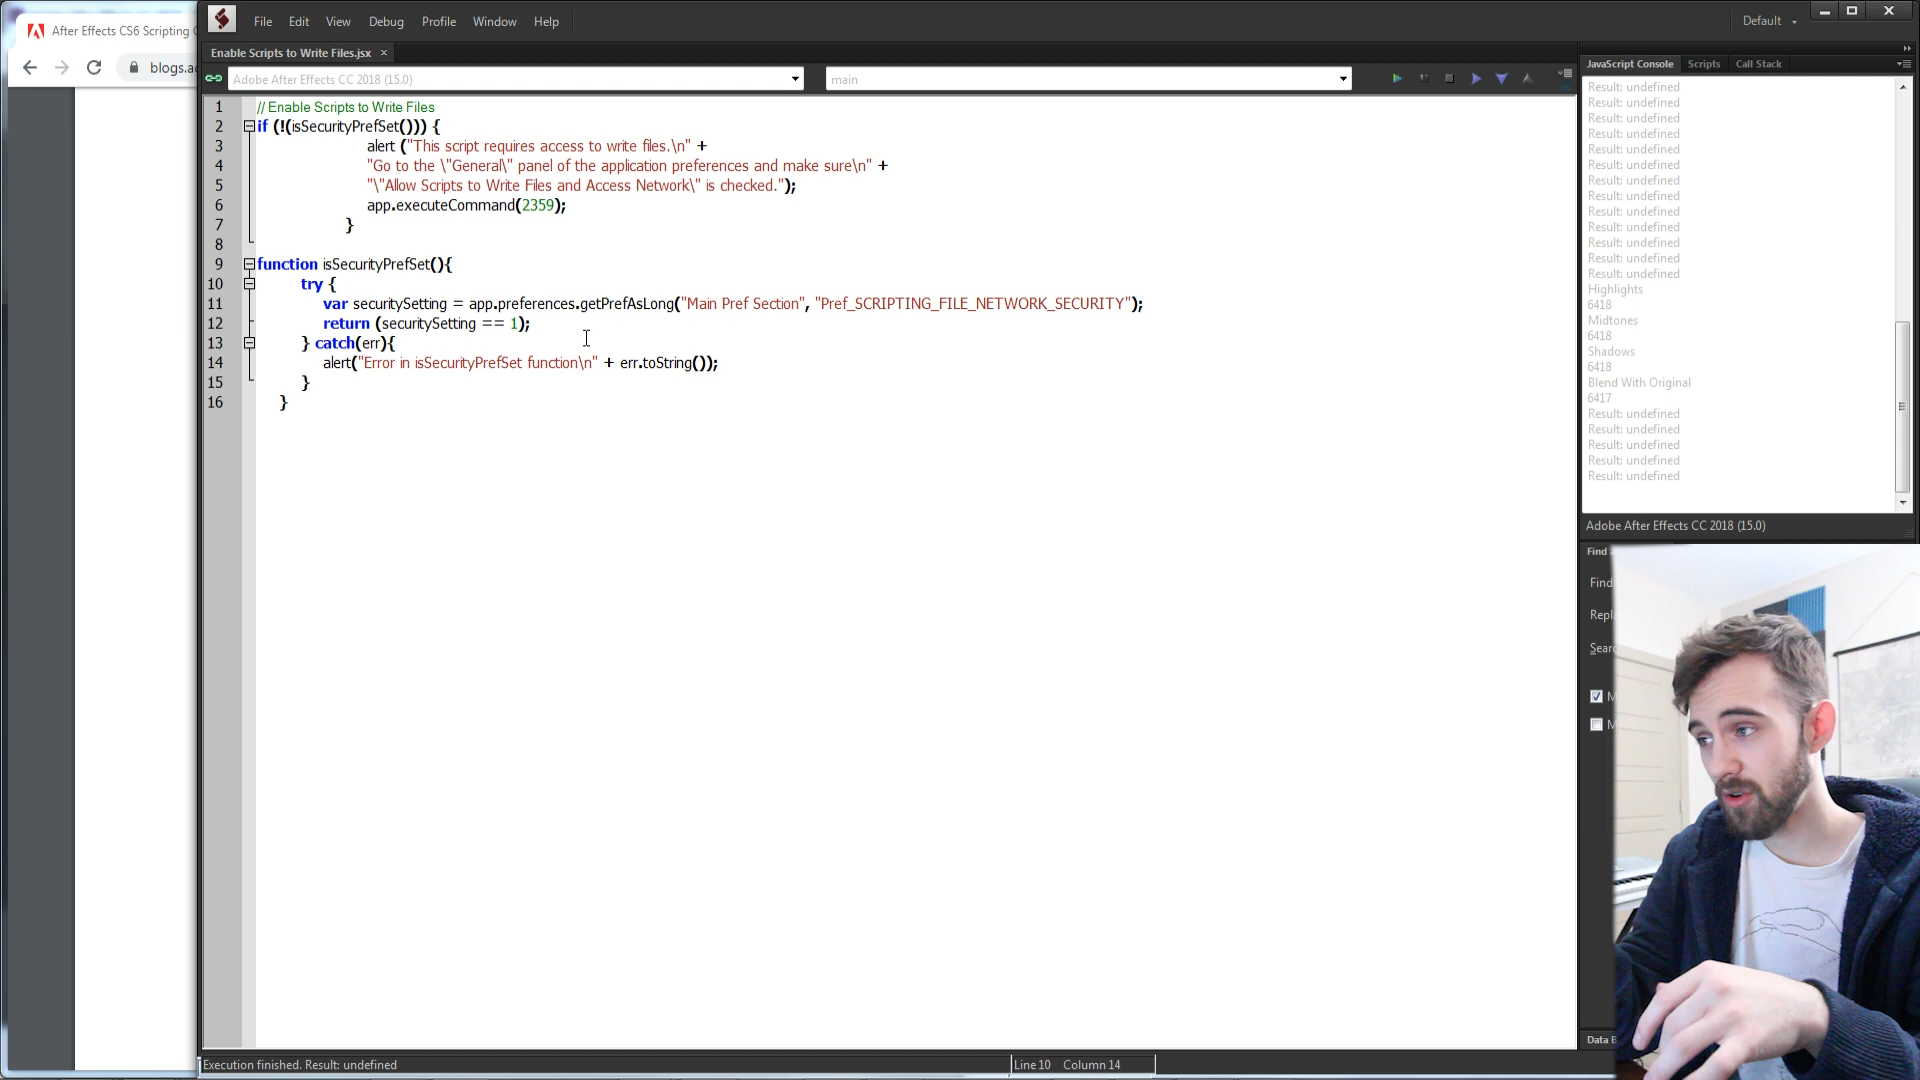 After Effects CS6 Scripting
blogs.a
File Edit View Debug Profile Window Help
Default
Enable Scripts to Write Files.jsx ×
Adobe After Effects CC 2018 (15.0)
main
1 // Enable Scripts to Write Files
2 if (!(isSecurityPrefSet())) {
3 alert ("This script requires access to write files.\n" +
4 "Go to the \"General\" panel of the application preferences and make sure\n" +
5 "\"Allow Scripts to Write Files and Access Network\" is checked.");
6 app.executeCommand(2359);
7 }
8
9 function isSecurityPrefSet(){
10 try {
11 var securitySetting = app.preferences.getPrefAsLong("Main Pref Section", "Pref_SCRIPTING_FILE_NETWORK_SECURITY");
12 return (securitySetting == 1);
13 } catch(err){
14 alert("Error in isSecurityPrefSet function\n" + err.toString());
15 }
16 }
Execution finished. Result: undefined
Line 10 Column 14
JavaScript Console Scripts Call Stack
Result: undefined
Result: undefined
Result: undefined
Result: undefined
Result: undefined
Result: undefined
Result: undefined
Result: undefined
Result: undefined
Result: undefined
Result: undefined
Result: undefined
Result: undefined
Highlights
6418
Midtones
6418
Shadows
6418
Blend With Original
6417
Result: undefined
Result: undefined
Result: undefined
Result: undefined
Result: undefined
Adobe After Effects CC 2018 (15.0)
Find
Find
Repl
Sear
M
M
Data B